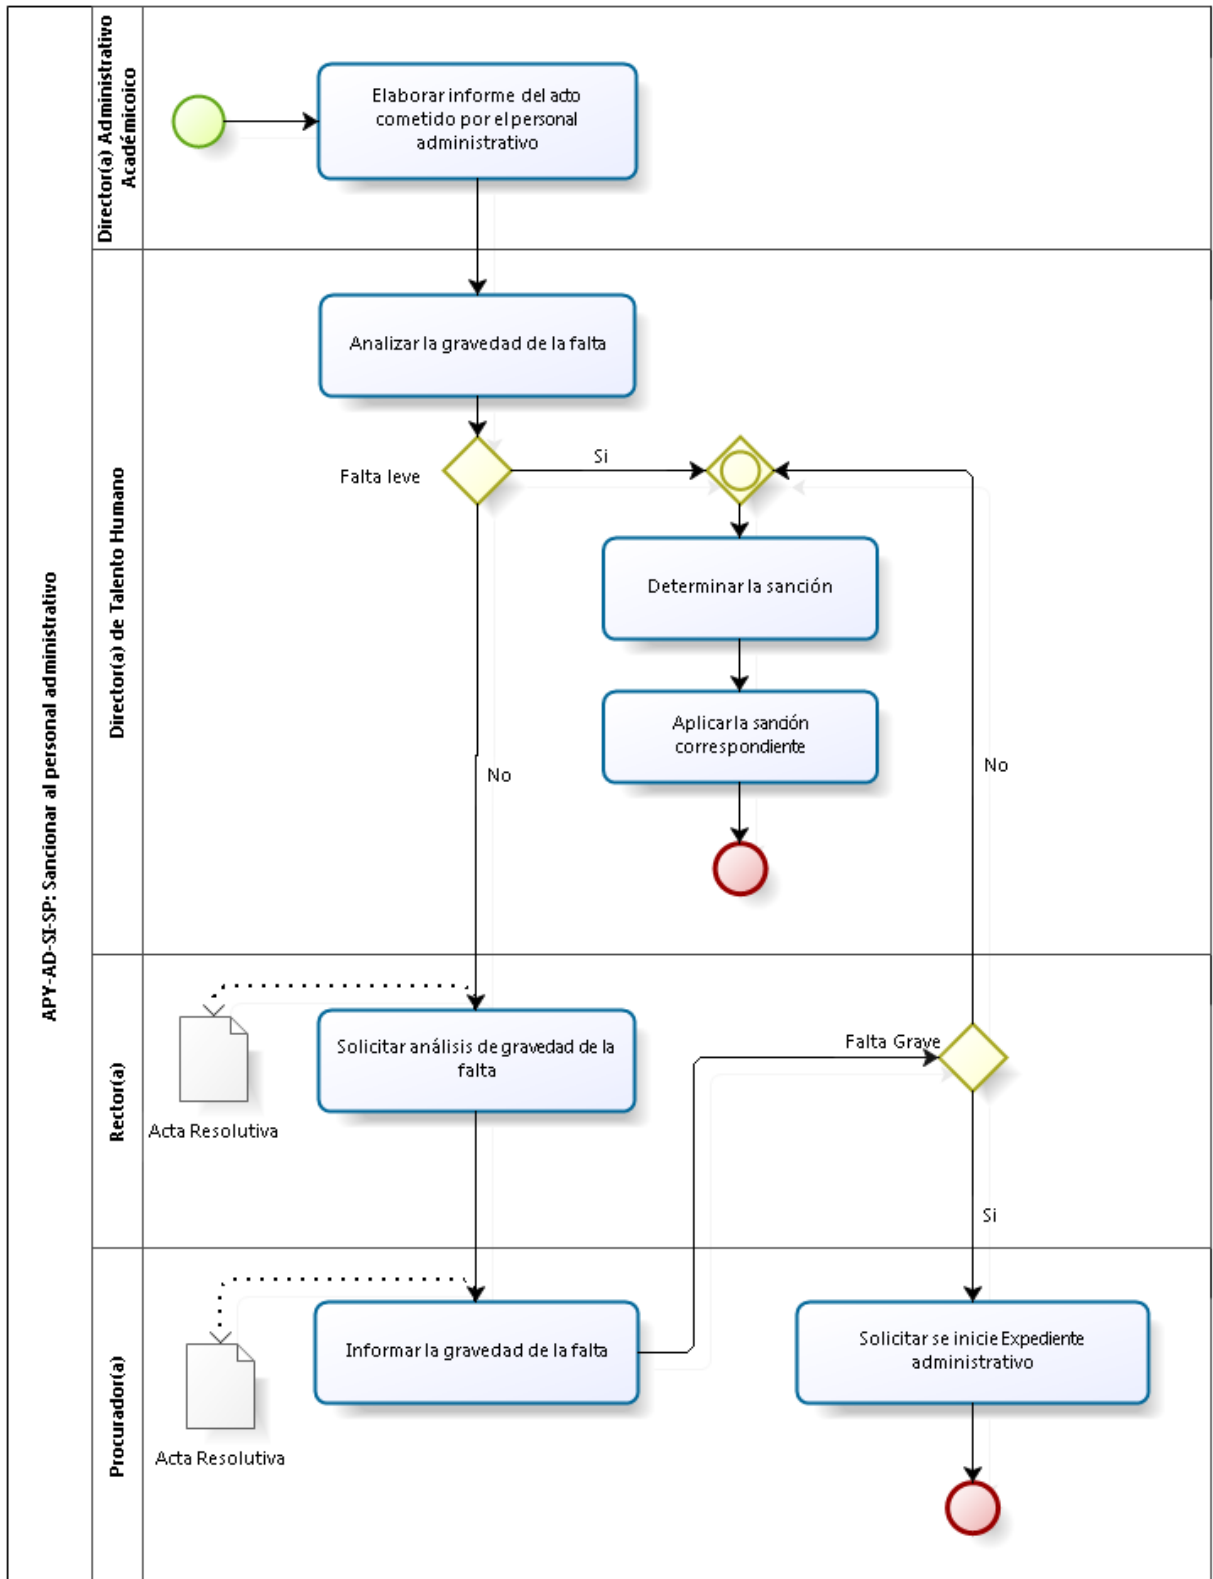 APY-AD-SI-SP: Sancionar al personal administrativo
Director(a) Administrativo
Académicoico
Elaborar informe del acto
cometido por el personal
administrativo
Director(a) de Talento Humano
Analizar la gravedad de la falta
Falta leve
Si
Determinar la sanción
Aplicar la sanción
correspondiente
No
No
Rector(a)
Solicitar análisis de gravedad de la
falta
Acta Resolutiva
Falta Grave
Si
Procurador(a)
Informar la gravedad de la falta
Acta Resolutiva
Solicitar se inicie Expediente
administrativo